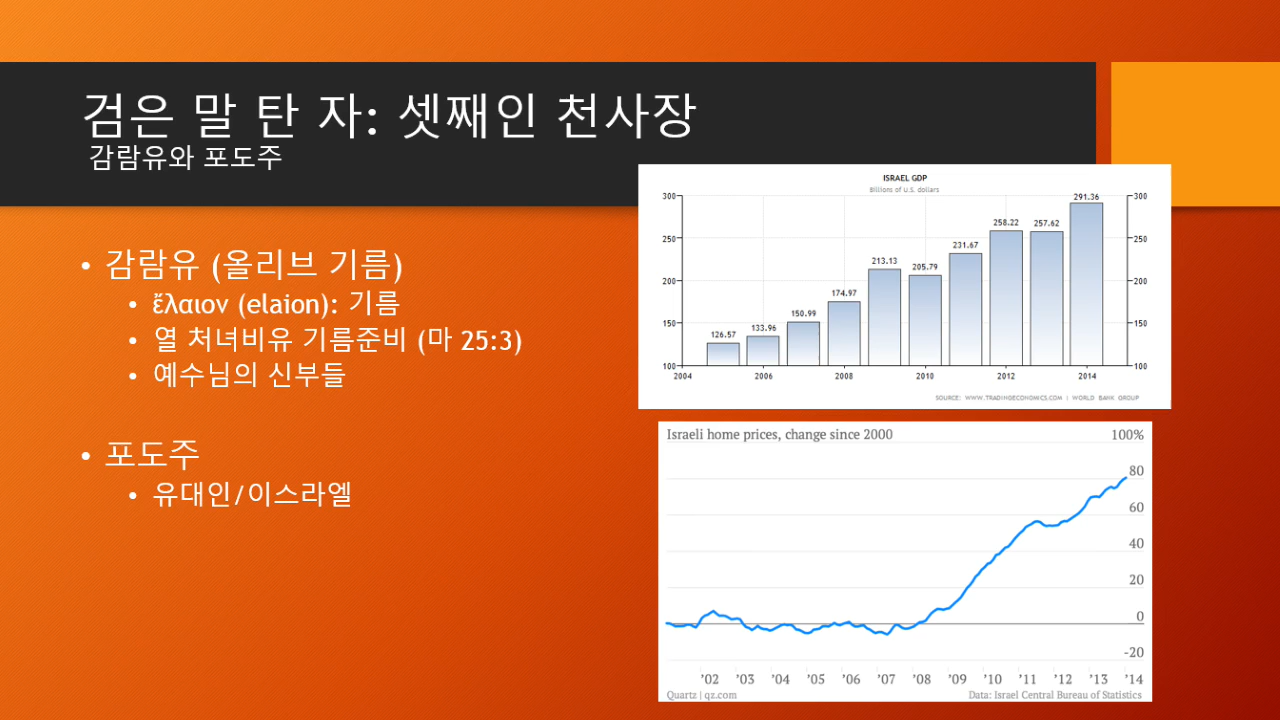 검은 말 탄 자: 셋째인 천사장
감람유와 포도주
• 감람유 (올리브 기름)
• ἔλαιον (elaion): 기름
• 열 처녀비유 기름준비 (마 25:3)
• 예수님의 신부들
• 포도주
• 유대인/이스라엘
ISRAEL GDP
Billions of U.S. dollars
300 291.36 300
258.22 257.62
250 231.67 250
213.13 205.79
200 174.97 200
150.99
150 126.57 133.96 150
100 100
2004 2006 2008 2010 2012 2014
SOURCE: WWW.TRADINGECONOMICS.COM | WORLD BANK GROUP
Israeli home prices, change since 2000 100%
80
60
40
20
0
-20
’02 ’03 ’04 ’05 ’06 ’07 ’08 ’09 ’10 ’11 ’12 ’13 ’14
Quartz | qz.com Data: Israel Central Bureau of Statistics